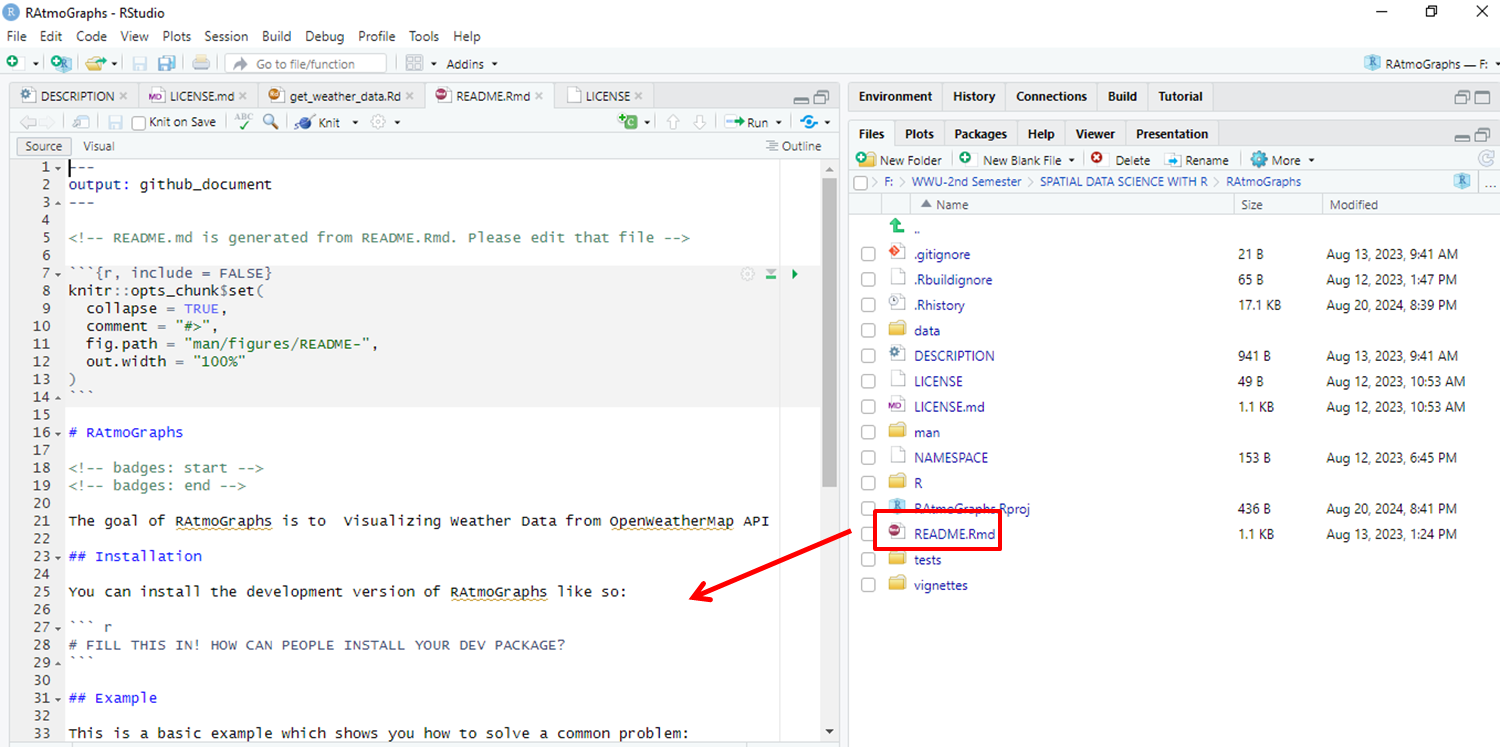 RAtmoGraphs - RStudio
File Edit Code View Plots Session Build Debug Profile Tools Help
Go to file/function Addins RAtmoGraphs — F:
DESCRIPTION LICENSE.md get_weather_data.Rd README.Rmd LICENSE
Knit on Save ABC Knit Run
Source Visual Outline
1 ---
2 output: github_document
3 ---
4
5 <!-- README.md is generated from README.Rmd. Please edit that file -->
6
7 ```{r, include = FALSE}
8 knitr::opts_chunk$set(
9 collapse = TRUE,
10 comment = "#>",
11 fig.path = "man/figures/README-",
12 out.width = "100%"
13 )
14 ```
15
16 # RAtmoGraphs
17
18 <!-- badges: start -->
19 <!-- badges: end -->
20
21 The goal of RAtmoGraphs is to  Visualizing Weather Data from OpenWeatherMap API
22
23 ## Installation
24
25 You can install the development version of RAtmoGraphs like so:
26
27 ``` r
28 # FILL THIS IN! HOW CAN PEOPLE INSTALL YOUR DEV PACKAGE?
29 ```
30
31 ## Example
32
33 This is a basic example which shows you how to solve a common problem:
Environment History Connections Build Tutorial
Files Plots Packages Help Viewer Presentation
New Folder New Blank File Delete Rename More
F: WWU-2nd Semester SPATIAL DATA SCIENCE WITH R RAtmoGraphs ...
Name Size Modified
..
.gitignore 21 B Aug 13, 2023, 9:41 AM
.Rbuildignore 65 B Aug 12, 2023, 1:47 PM
.Rhistory 17.1 KB Aug 20, 2024, 8:39 PM
data
DESCRIPTION 941 B Aug 13, 2023, 9:41 AM
LICENSE 49 B Aug 12, 2023, 10:53 AM
LICENSE.md 1.1 KB Aug 12, 2023, 10:53 AM
man
NAMESPACE 153 B Aug 12, 2023, 6:45 PM
R
RAtmoGraphs.Rproj 436 B Aug 20, 2024, 8:41 PM
README.Rmd 1.1 KB Aug 13, 2023, 1:24 PM
tests
vignettes